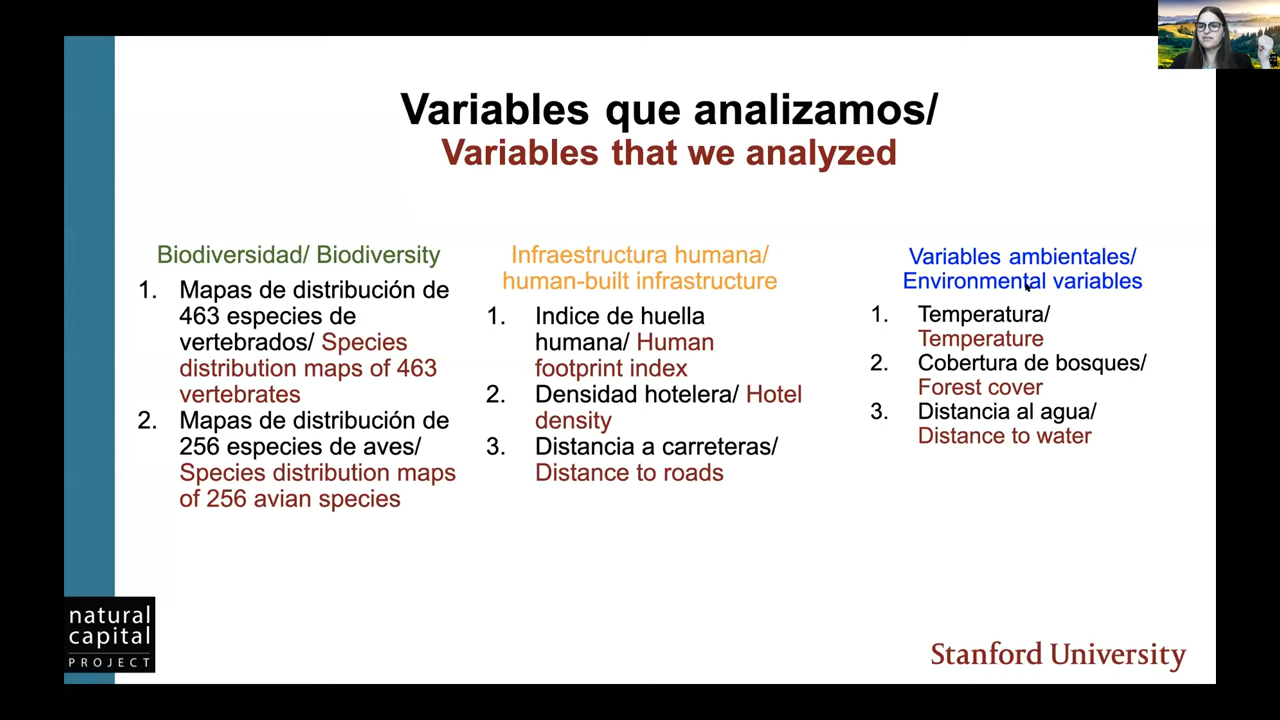 Variables que analizamos/
Variables that we analyzed
Biodiversidad/ Biodiversity
1. Mapas de distribución de
463 especies de
vertebrados/ Species
distribution maps of 463
vertebrates
2. Mapas de distribución de
256 especies de aves/
Species distribution maps
of 256 avian species
Infraestructura humana/
human-built infrastructure
1. Indice de huella
humana/ Human
footprint index
2. Densidad hotelera/ Hotel
density
3. Distancia a carreteras/
Distance to roads
Variables ambientales/
Environmental variables
1. Temperatura/
Temperature
2. Cobertura de bosques/
Forest cover
3. Distancia al agua/
Distance to water
natural
capital
PROJECT
Stanford University